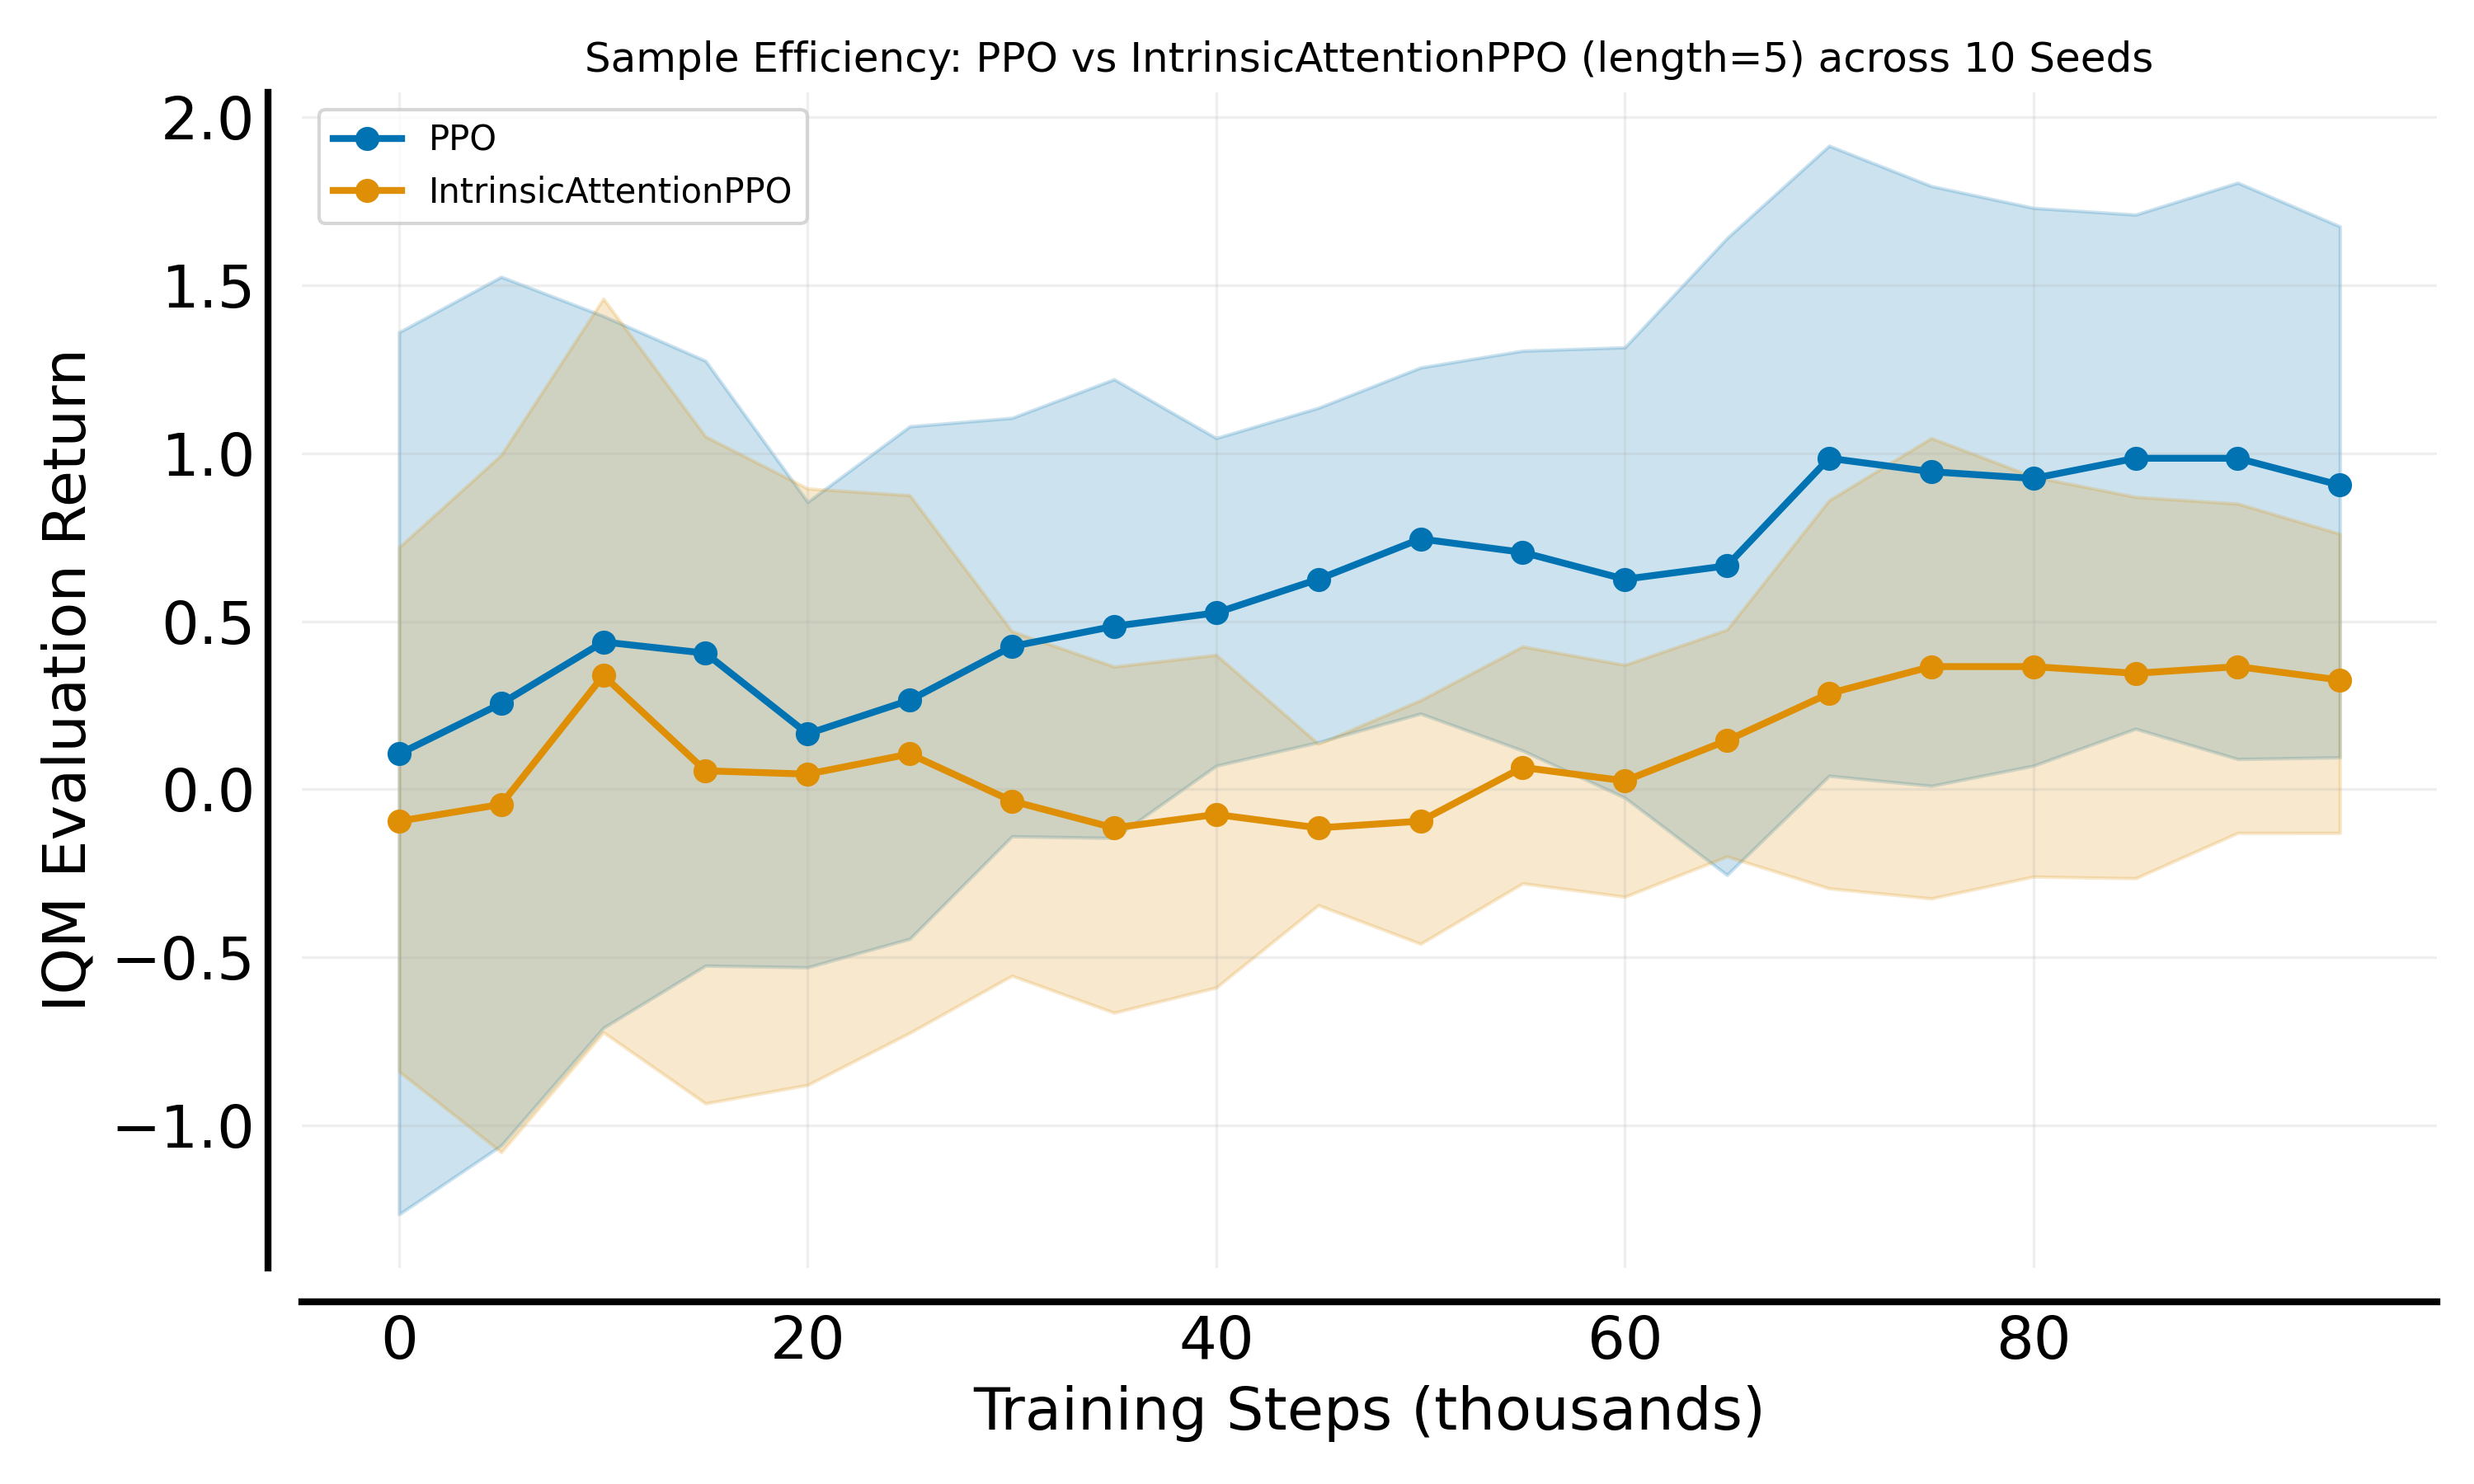 Sample Efficiency: PPO vs IntrinsicAttentionPPO (length=5) across 10 Seeds
PPO
IntrinsicAttentionPPO
IQM Evaluation Return
2.0
1.5
1.0
0.5
0.0
−0.5
−1.0
0 20 40 60 80
Training Steps (thousands)